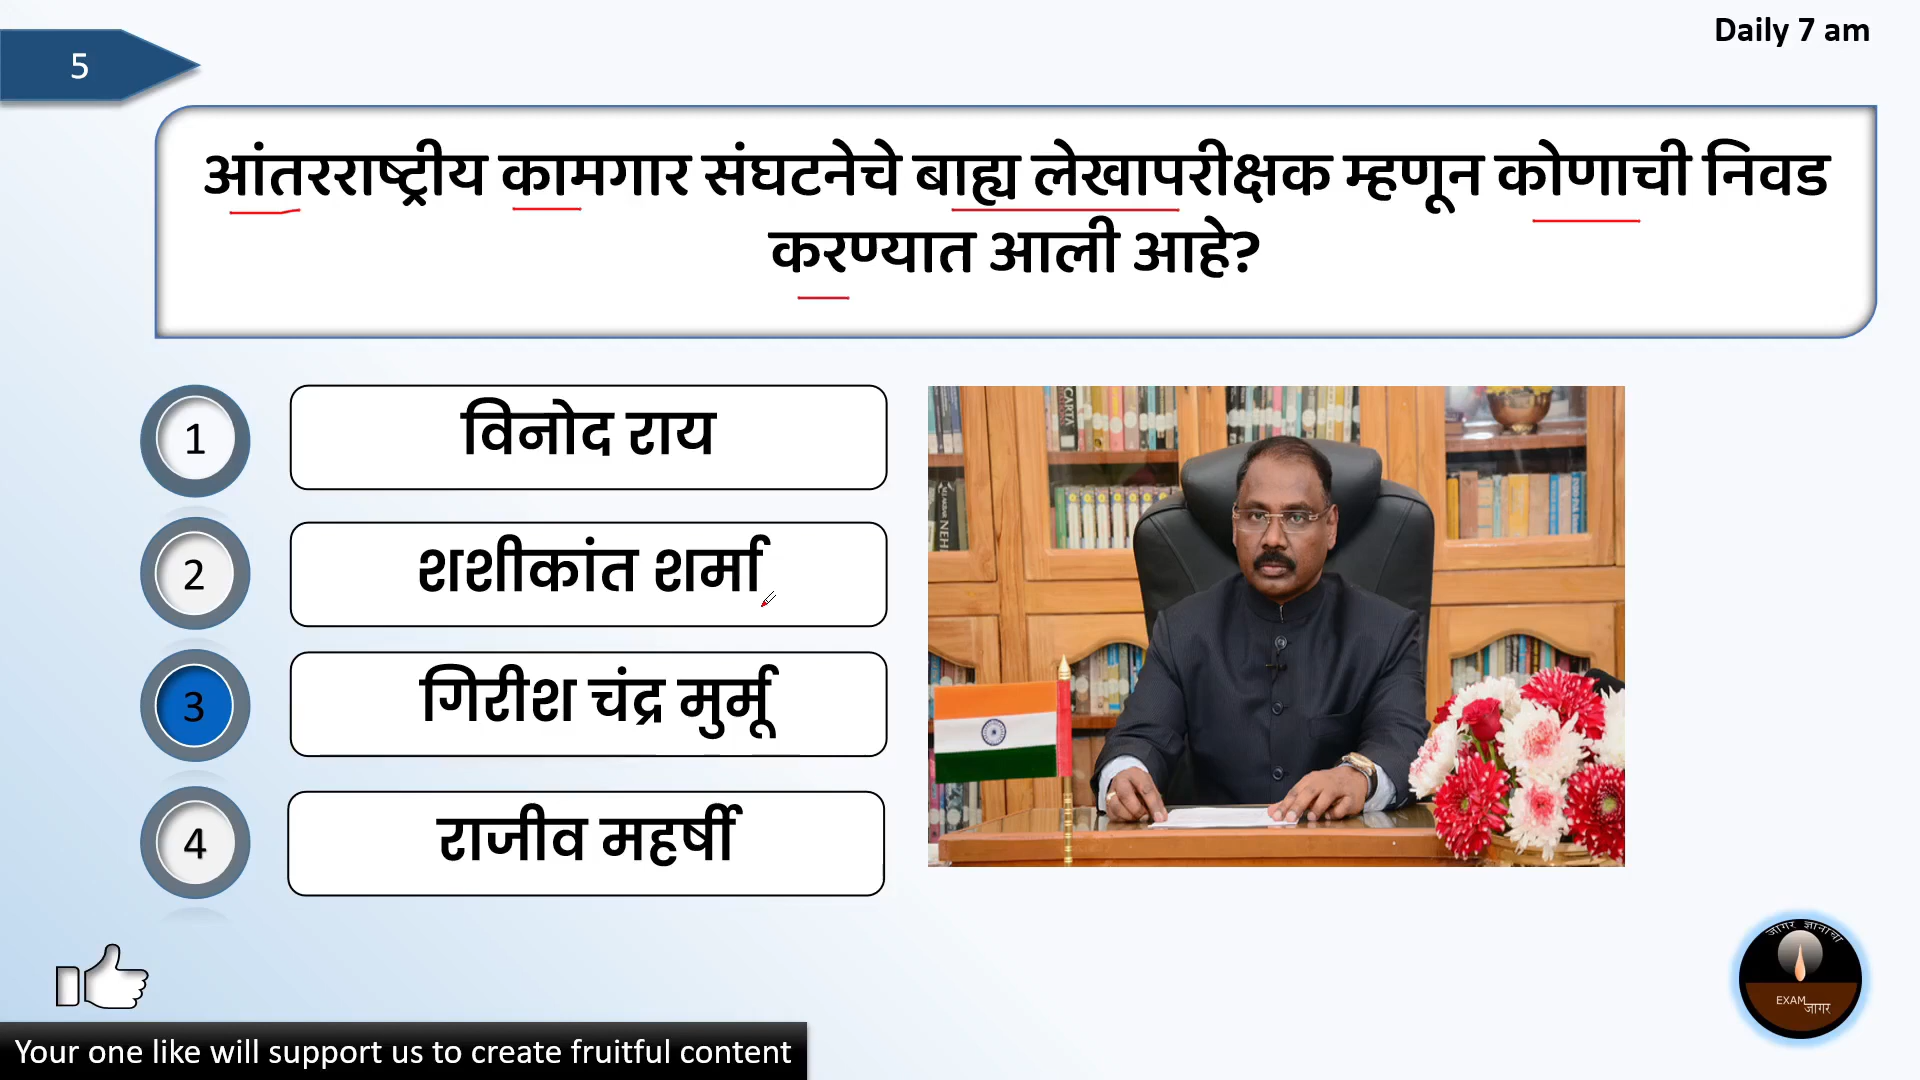 Daily 7 am
5
आंतरराष्ट्रीय कामगार संघटनेचे बाह्य लेखापरीक्षक म्हणून कोणाची निवड
करण्यात आली आहे?
1
विनोद राय
2
शशीकांत शर्मा
3
गिरीश चंद्र मुर्मू
4
राजीव महर्षी
जागर ज्ञानाचा
EXAM
जागर
Your one like will support us to create fruitful content